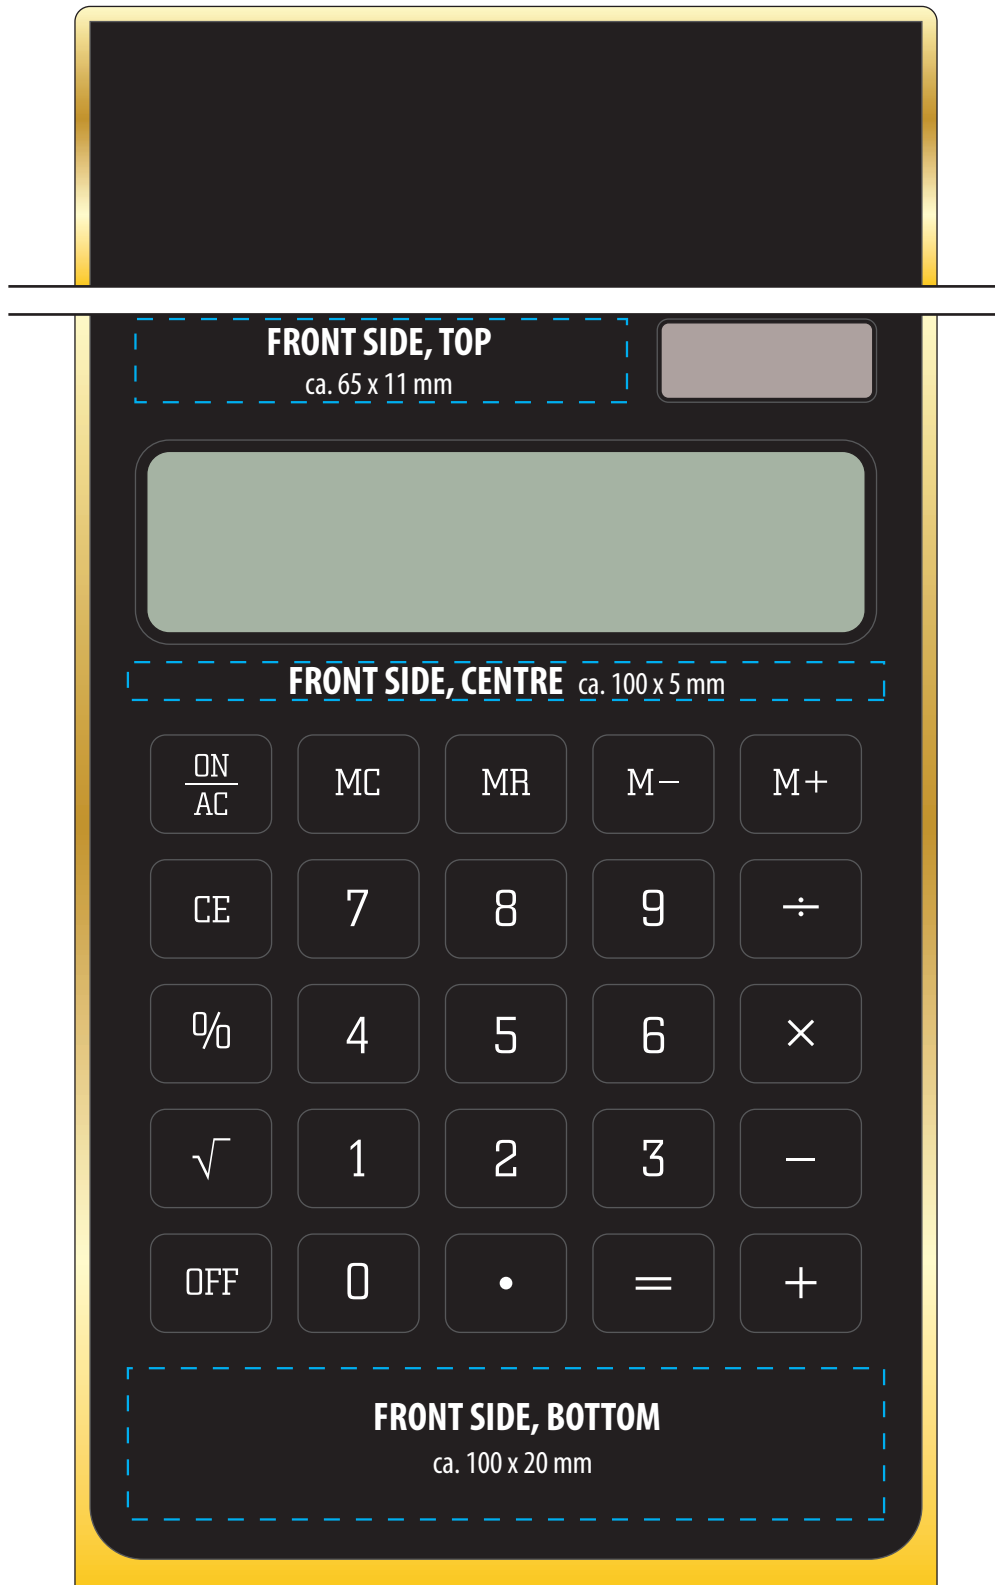 FRONT SIDE, TOP
ca. 65 x 11 mm
FRONT SIDE, CENTRE ca. 100 x 5 mm
ON
AC
MC MR M− M+
CE 7 8 9 ÷
% 4 5 6 ×
√ 1 2 3 −
OFF 0 . = +
FRONT SIDE, BOTTOM
ca. 100 x 20 mm